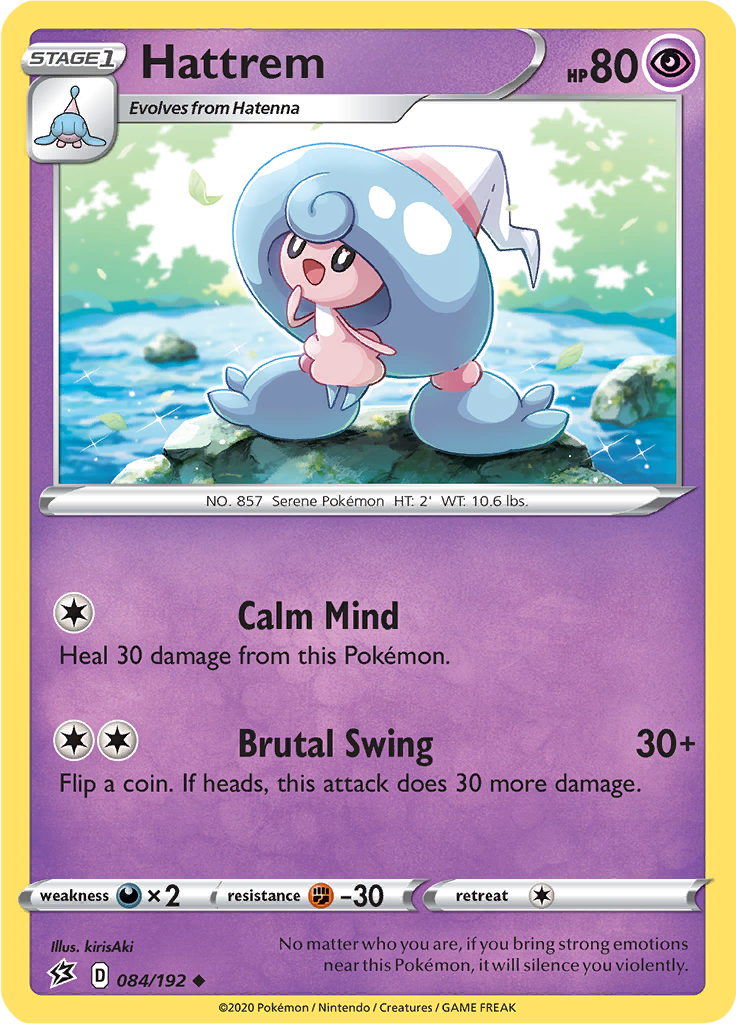 STAGE1
Hattrem
HP80
Evolves from Hatenna
NO. 857 Serene Pokémon HT: 2' WT: 10.6 lbs.
Calm Mind
Heal 30 damage from this Pokémon.
Brutal Swing 30+
Flip a coin. If heads, this attack does 30 more damage.
weakness ×2 resistance -30 retreat
Illus. kirisAki
No matter who you are, if you bring strong emotions
near this Pokémon, it will silence you violently.
D 084/192
©2020 Pokémon / Nintendo / Creatures / GAME FREAK